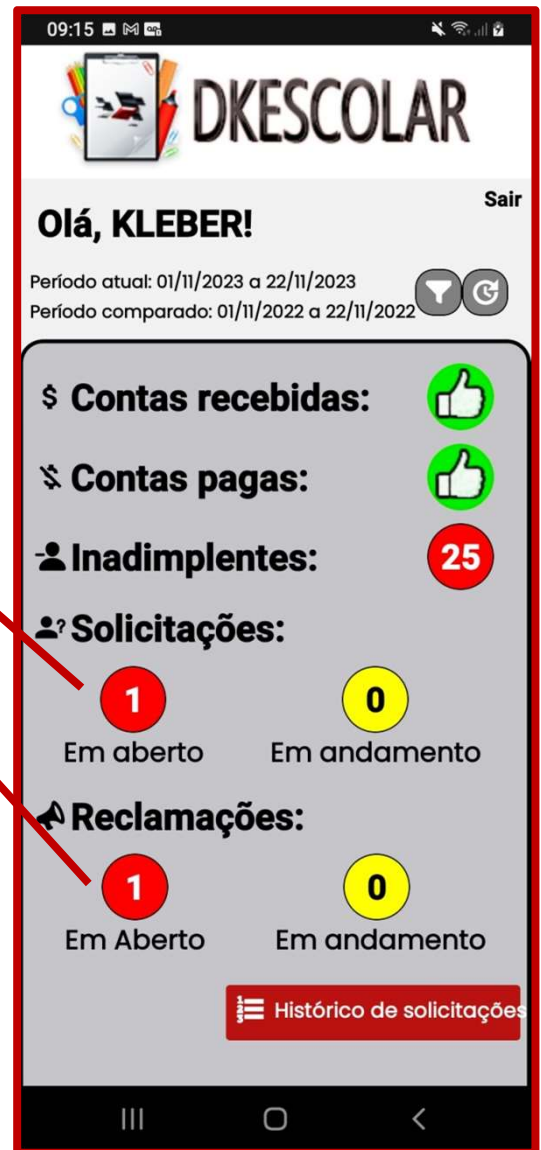 09:15
DKESCOLAR
Sair
Olá, KLEBER!
Período atual: 01/11/2023 a 22/11/2023
Período comparado: 01/11/2022 a 22/11/2022
$ Contas recebidas:
Contas pagas:
Inadimplentes: 25
Solicitações:
1 0
Em aberto Em andamento
Reclamações:
1 0
Em Aberto Em andamento
Histórico de solicitações